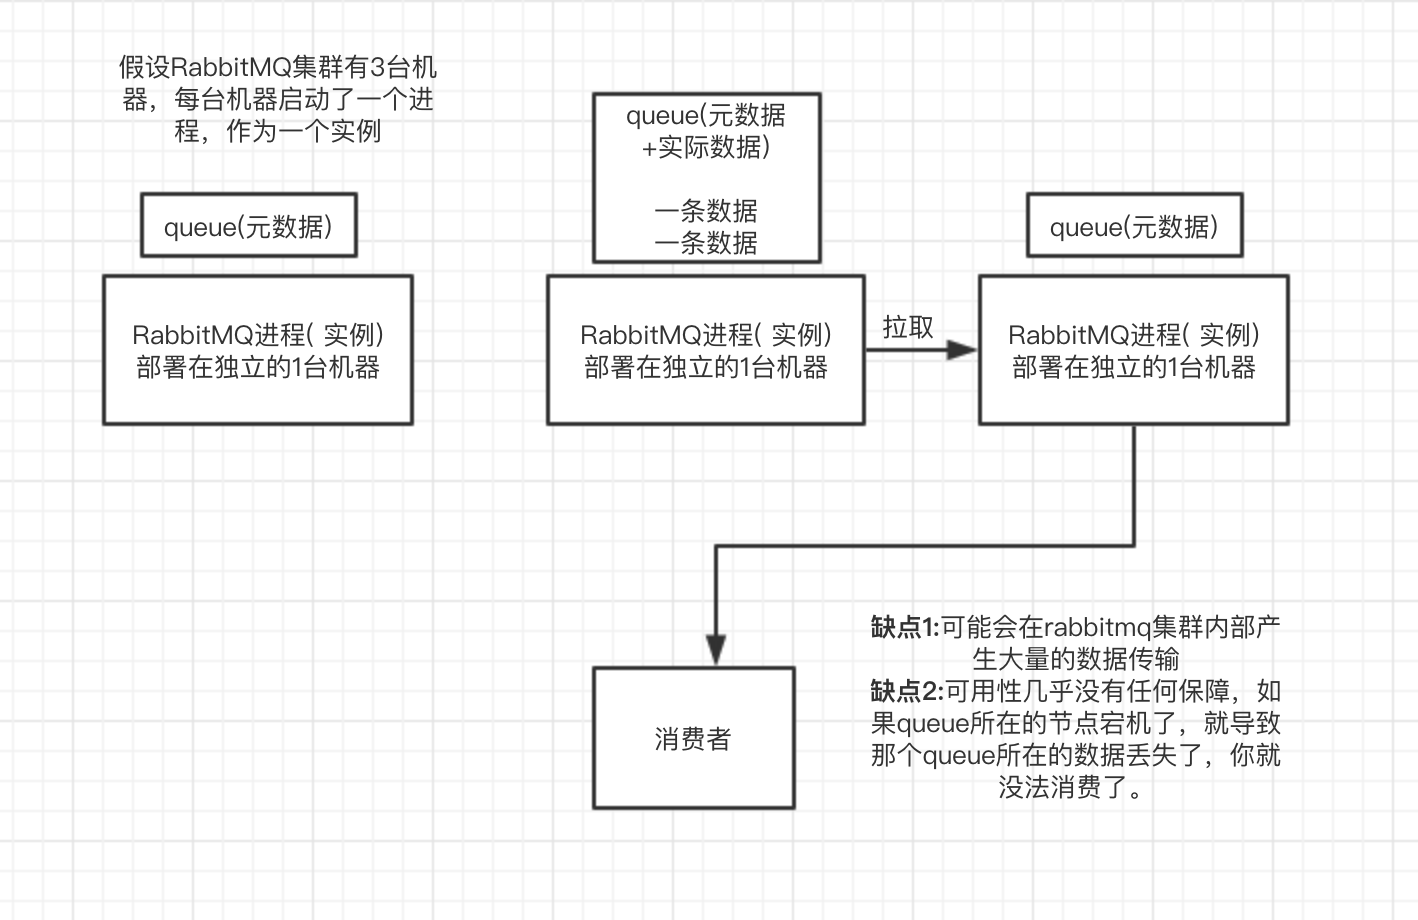 假设RabbitMQ集群有3台机
器，每台机器启动了一个进
程，作为一个实例
queue(元数据)
queue(元数据
+实际数据)
一条数据
一条数据
queue(元数据)
RabbitMQ进程( 实例)
部署在独立的1台机器
RabbitMQ进程( 实例)
部署在独立的1台机器
拉取
RabbitMQ进程( 实例)
部署在独立的1台机器
消费者
缺点1:可能会在rabbitmq集群内部产
生大量的数据传输
缺点2:可用性几乎没有任何保障，如
果queue所在的节点宕机了，就导致
那个queue所在的数据丢失了，你就
没法消费了。